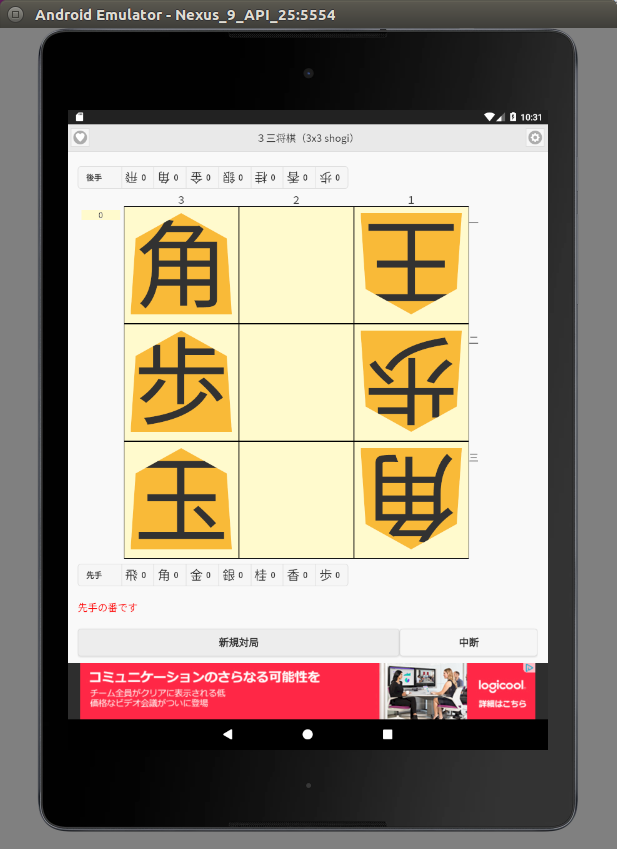 Android Emulator - Nexus_9_API_25:5554
10:31
３三将棋（3x3 shogi）
後手 飛 0 角 0 金 0 銀 0 桂 0 香 0 歩 0
3 2 1
0
角 王 一
歩 歩 二
玉 角 三
先手 飛 0 角 0 金 0 銀 0 桂 0 香 0 歩 0
先手の番です
新規対局 中断
コミュニケーションのさらなる可能性を
チーム全員がクリアに表示される低
価格なビデオ会議がついに登場
logicool
詳細はこちら